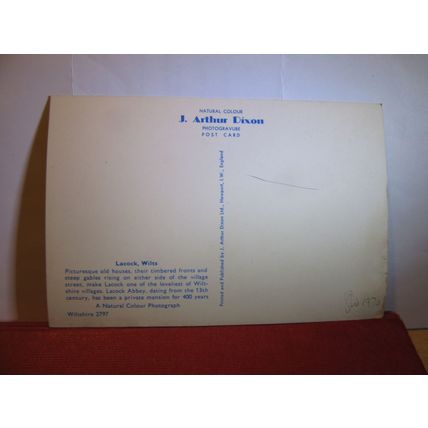 NATURAL COLOUR
J. Arthur Dixon
PHOTOGRAVURE
POST CARD
Lacock, Wilts
Picturesque old houses, their timbered fronts and
steep gables rising on either side of the village
street, make Lacock one of the loveliest of Wilt-
shire villages. Lacock Abbey, dating from the 13th
century, has been a private mansion for 400 years
A Natural Colour Photograph
Wiltshire 2797
Printed and Published by J. Arthur Dixon Ltd., Newport, I.W., England.